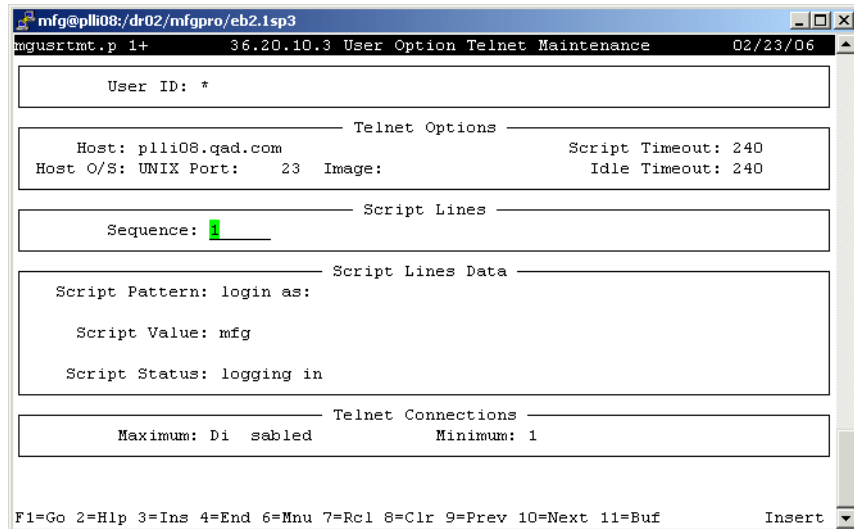 mfg@plli08:/dr02/mfgpro/eb2.1sp3
mgusrtmt.p 1+ 36.20.10.3 User Option Telnet Maintenance 02/23/06
User ID: *
Telnet Options
Host: plli08.qad.com Script Timeout: 240
Host O/S: UNIX Port: 23 Image: Idle Timeout: 240
Script Lines
Sequence: 1
Script Lines Data
Script Pattern: login as:
Script Value: mfg
Script Status: logging in
Telnet Connections
Maximum: Di sabled Minimum: 1
F1=Go 2=Hlp 3=Ins 4=End 6=Mnu 7=Rcl 8=Clr 9=Prev 10=Next 11=Buf Insert